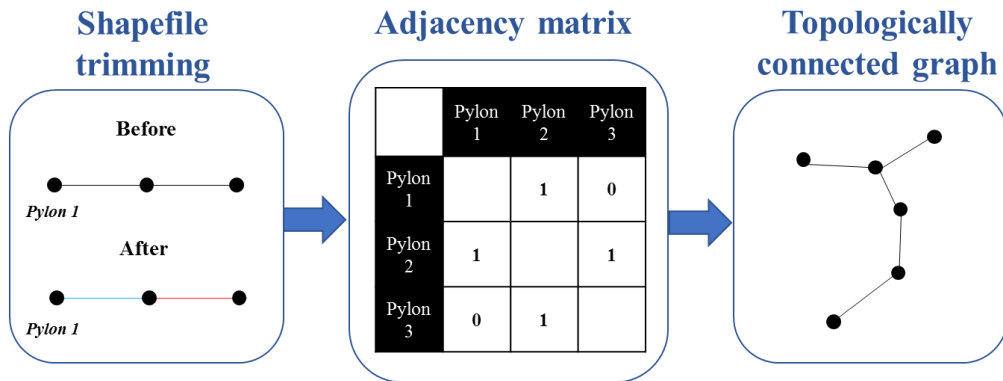 Shapefile
trimming
Before
Pylon 1
After
Pylon 1
Adjacency matrix
Pylon
1
Pylon
2
Pylon
3
Pylon
1
1
0
Pylon
2
1
1
Pylon
3
0
1
Topologically
connected graph